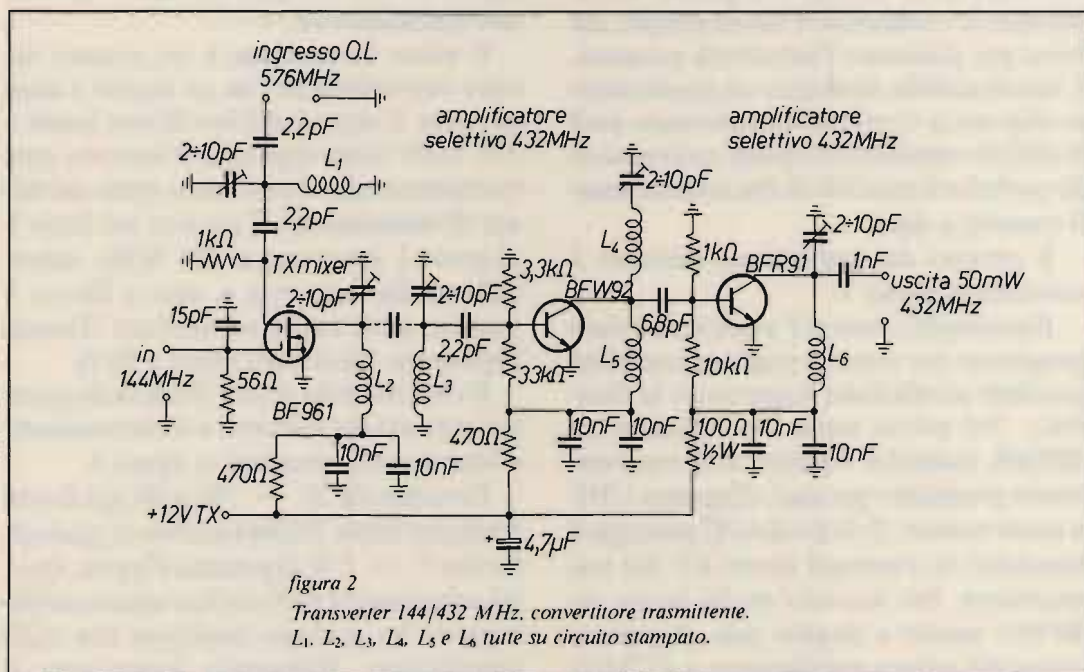 ingresso O.L.
576MHz
2,2pF
2÷10pF
L1
2,2pF
1kΩ
TX mixer
15pF
in
144MHz
56Ω
BF961
2÷10pF
2÷10pF
2,2pF
L2
L3
470Ω
10nF
10nF
+12V TX
amplificatore
selettivo 432MHz
2÷10pF
L4
3,3kΩ
BFW92
6,8pF
33kΩ
L5
470Ω
10nF
10nF
+
4,7µF
amplificatore
selettivo 432MHz
1kΩ
BFR91
2÷10pF
1nF
uscita 50mW
432MHz
10kΩ
L6
100Ω
½W
10nF
10nF
figura 2
Transverter 144/432 MHz, convertitore trasmittente.
L1, L2, L3, L4, L5 e L6 tutte su circuito stampato.